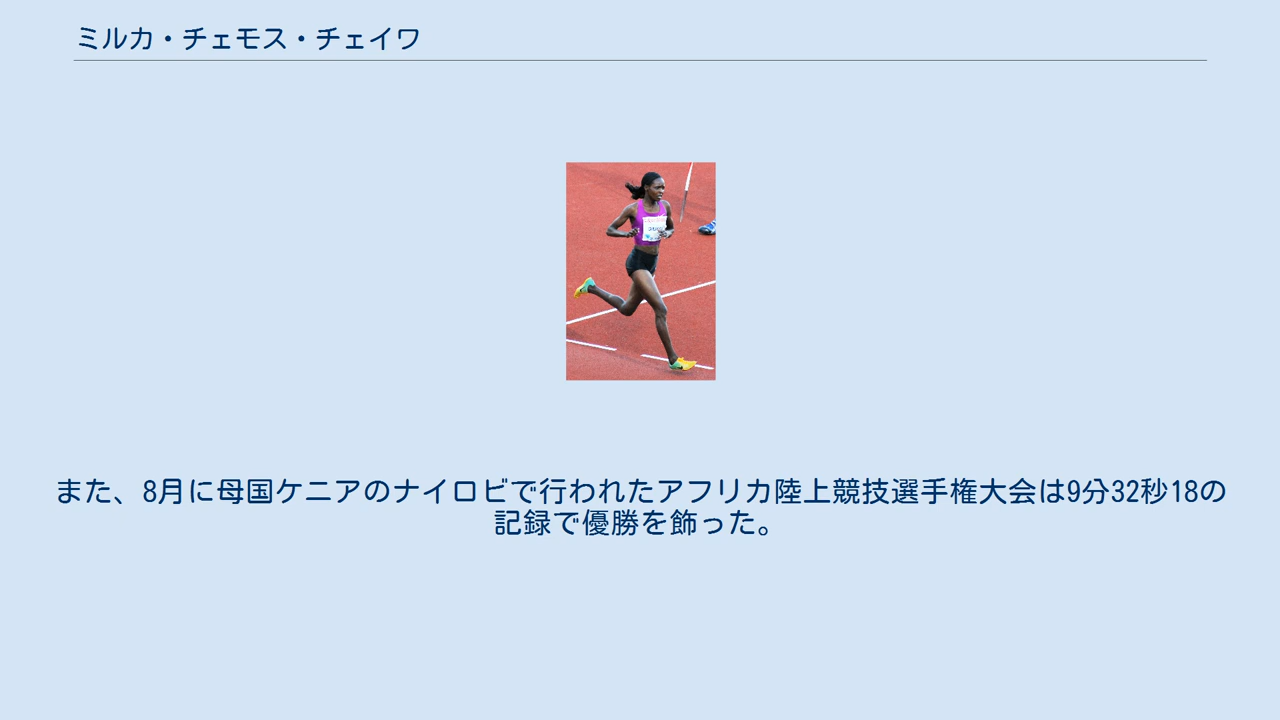 ミルカ・チェモス・チェイワ
また、8月に母国ケニアのナイロビで行われたアフリカ陸上競技選手権大会は9分32秒18の
記録で優勝を飾った。